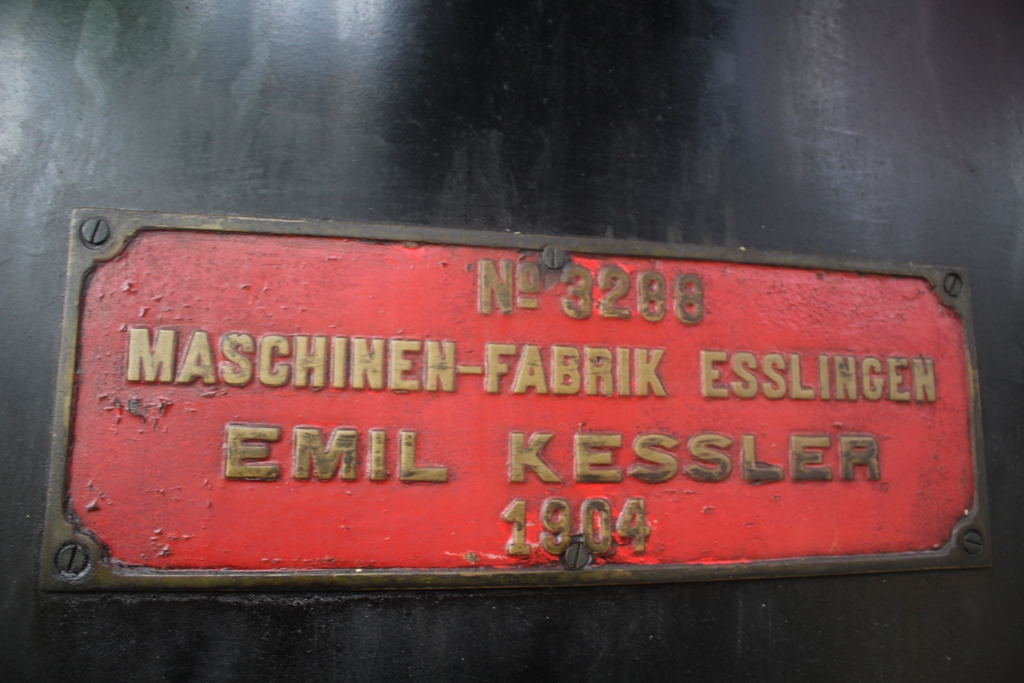 Nº 3288
MASCHINEN-FABRIK ESSLINGEN
EMIL KESSLER
1904